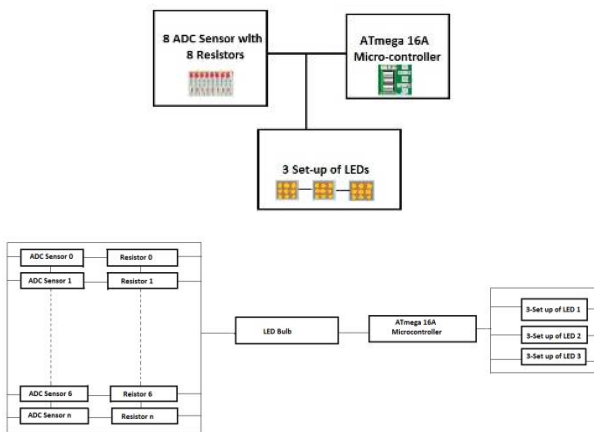 8 ADC Sensor with
8 Resistors
ATmega 16A
Micro-controller
3 Set-up of LEDs
ADC Sensor 0
Resistor 0
ADC Sensor 1
Resistor 1
LED Bulb
ATmega 16A
Microcontroller
3-Set up of LED 1
3-Set up of LED 2
3-Set up of LED 3
ADC Sensor 6
Reistor 6
ADC Sensor n
Resistor n